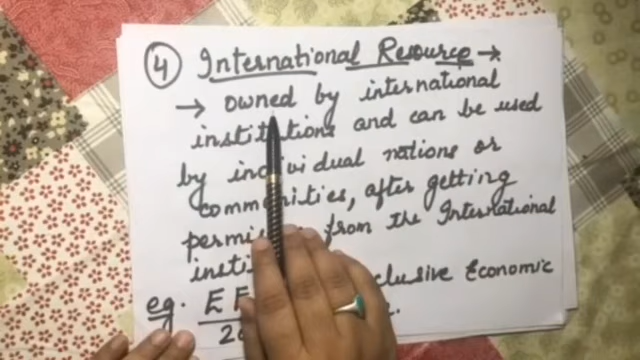 ④ International Resource →
→ owned by international
institutions and can be used
by individual nations or
communities, after getting
from the International
Economic
eg.